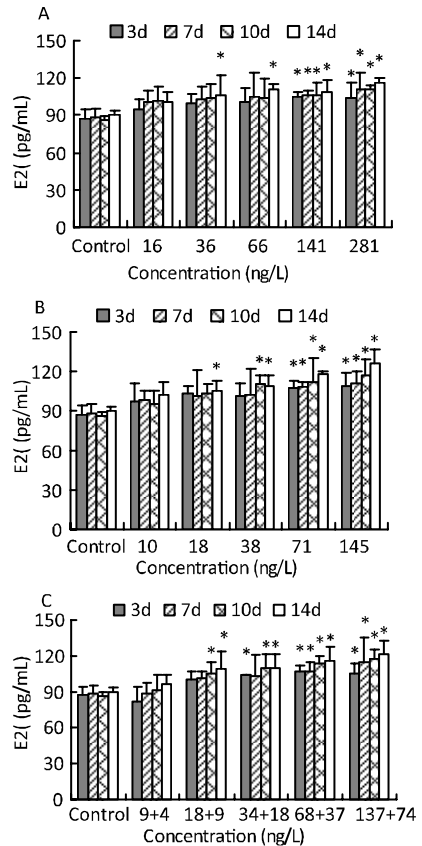 A
3d 7d 10d 14d
150
120
90
60
30
0
E2( (pg/mL)
* * * * * * * * * *
Control 16 36 66 141 281
Concentration (ng/L)
B
3d 7d 10d 14d
150
120
90
60
30
0
E2( (pg/mL)
* * * * * * * * * * *
Control 10 18 38 71 145
Concentration (ng/L)
C
3d 7d 10d 14d
150
120
90
60
30
0
E2( (pg/mL)
* * * * * * * * * * * * *
Control 9+4 18+9 34+18 68+37 137+74
Concentration (ng/L)